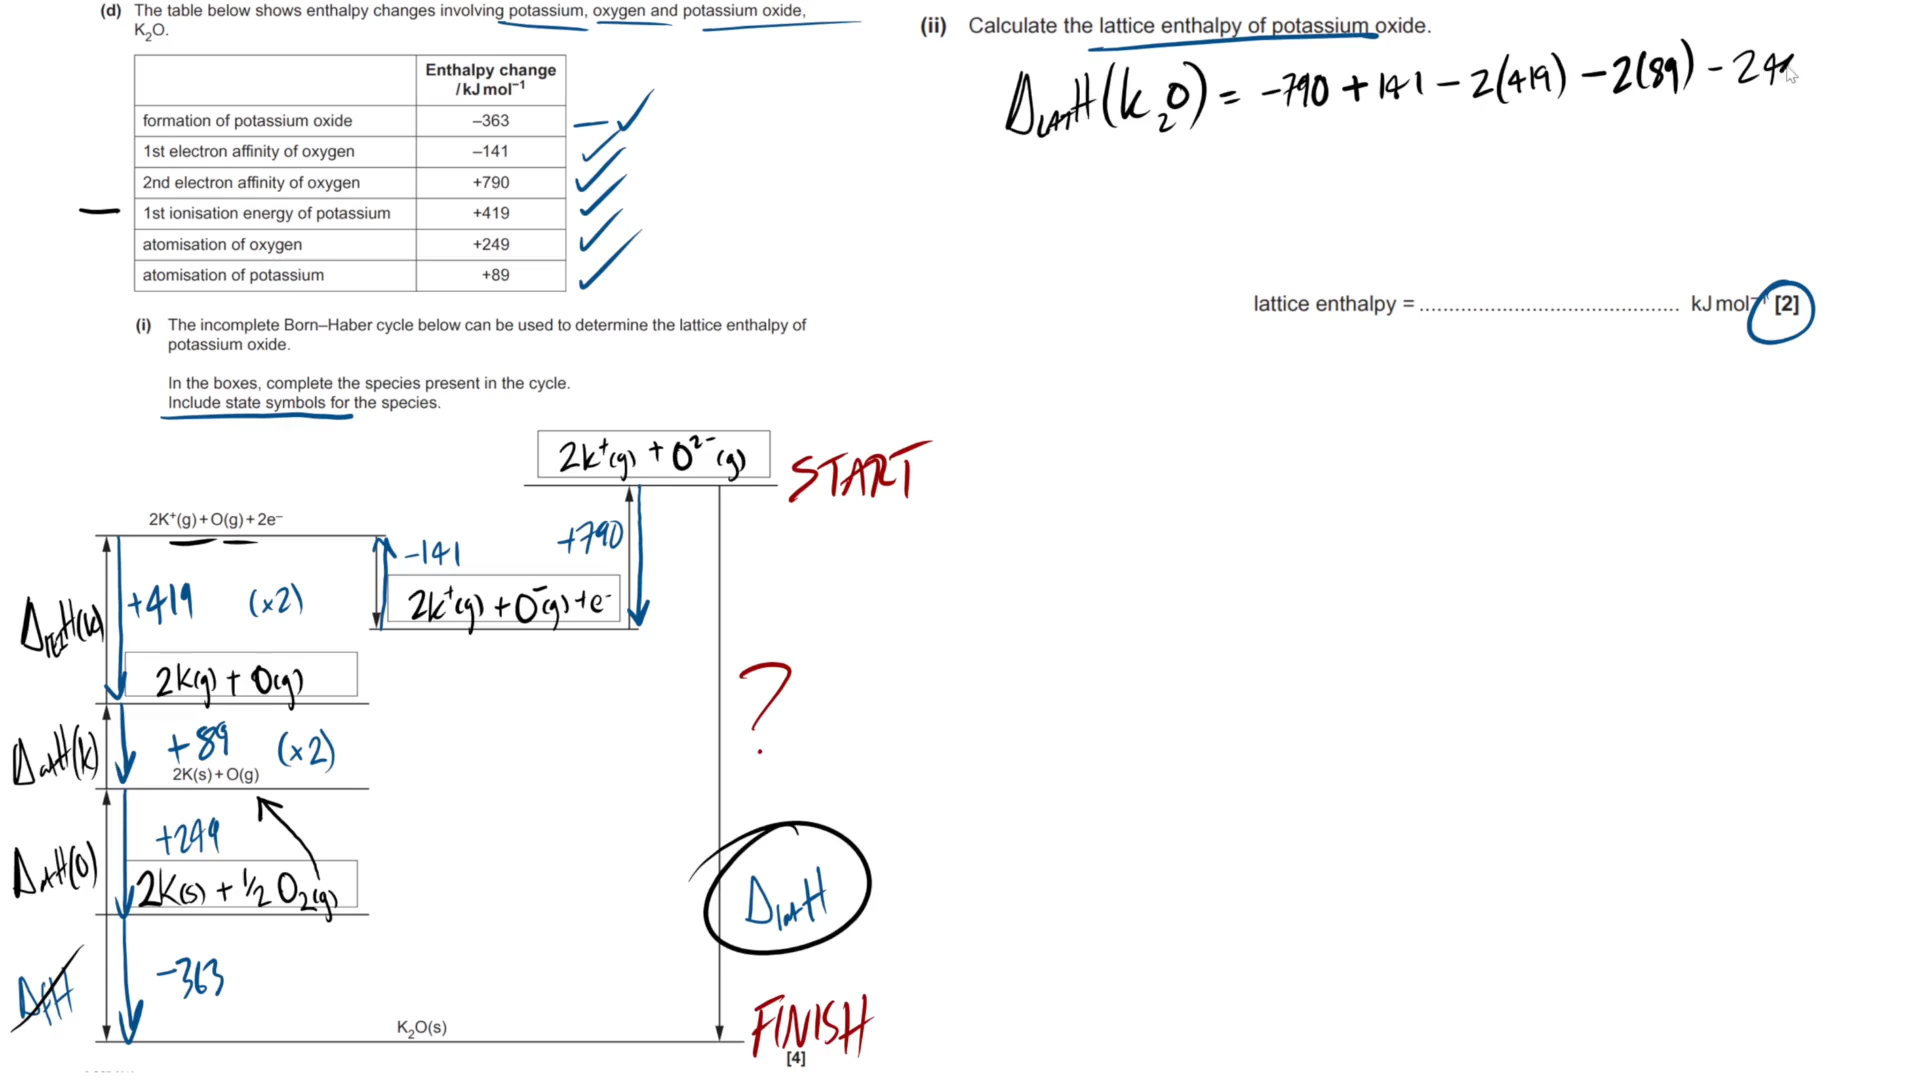 (d) The table below shows enthalpy changes involving potassium, oxygen and potassium oxide,
K₂O.
Enthalpy change
/ kJ mol⁻¹
formation of potassium oxide –363
1st electron affinity of oxygen –141
2nd electron affinity of oxygen +790
1st ionisation energy of potassium +419
atomisation of oxygen +249
atomisation of potassium +89
(i) The incomplete Born–Haber cycle below can be used to determine the lattice enthalpy of
potassium oxide.
In the boxes, complete the species present in the cycle.
Include state symbols for the species.
2K⁺(g) + O²⁻(g)
START
2K⁺(g) + O(g) + 2e⁻
-141
+790
+419 (x2)
2K⁺(g) + O⁻(g) + e⁻
2K(g) + O(g)
?
ΔatH(K)
+89 (x2)
2K(s) + O(g)
+249
ΔatH(O)
2K(s) + ½ O₂(g)
ΔlatH
ΔfH
-363
K₂O(s)
FINISH
[4]
(ii) Calculate the lattice enthalpy of potassium oxide.
ΔLATH(K₂O) = -790 + 141 - 2(419) - 2(89) - 24
lattice enthalpy = ............................................ kJ mol⁻¹ [2]